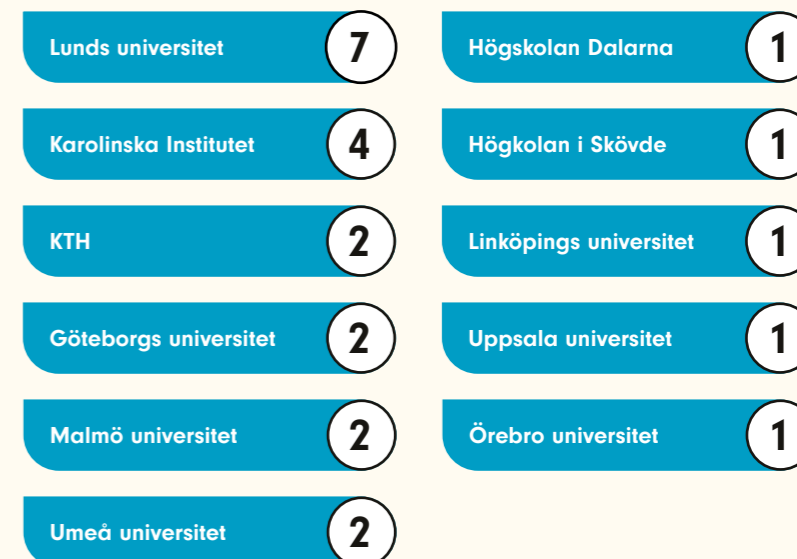 Lunds universitet 7
Karolinska Institutet 4
KTH 2
Göteborgs universitet 2
Malmö universitet 2
Umeå universitet 2
Högskolan Dalarna 1
Högkolan i Skövde 1
Linköpings universitet 1
Uppsala universitet 1
Örebro universitet 1